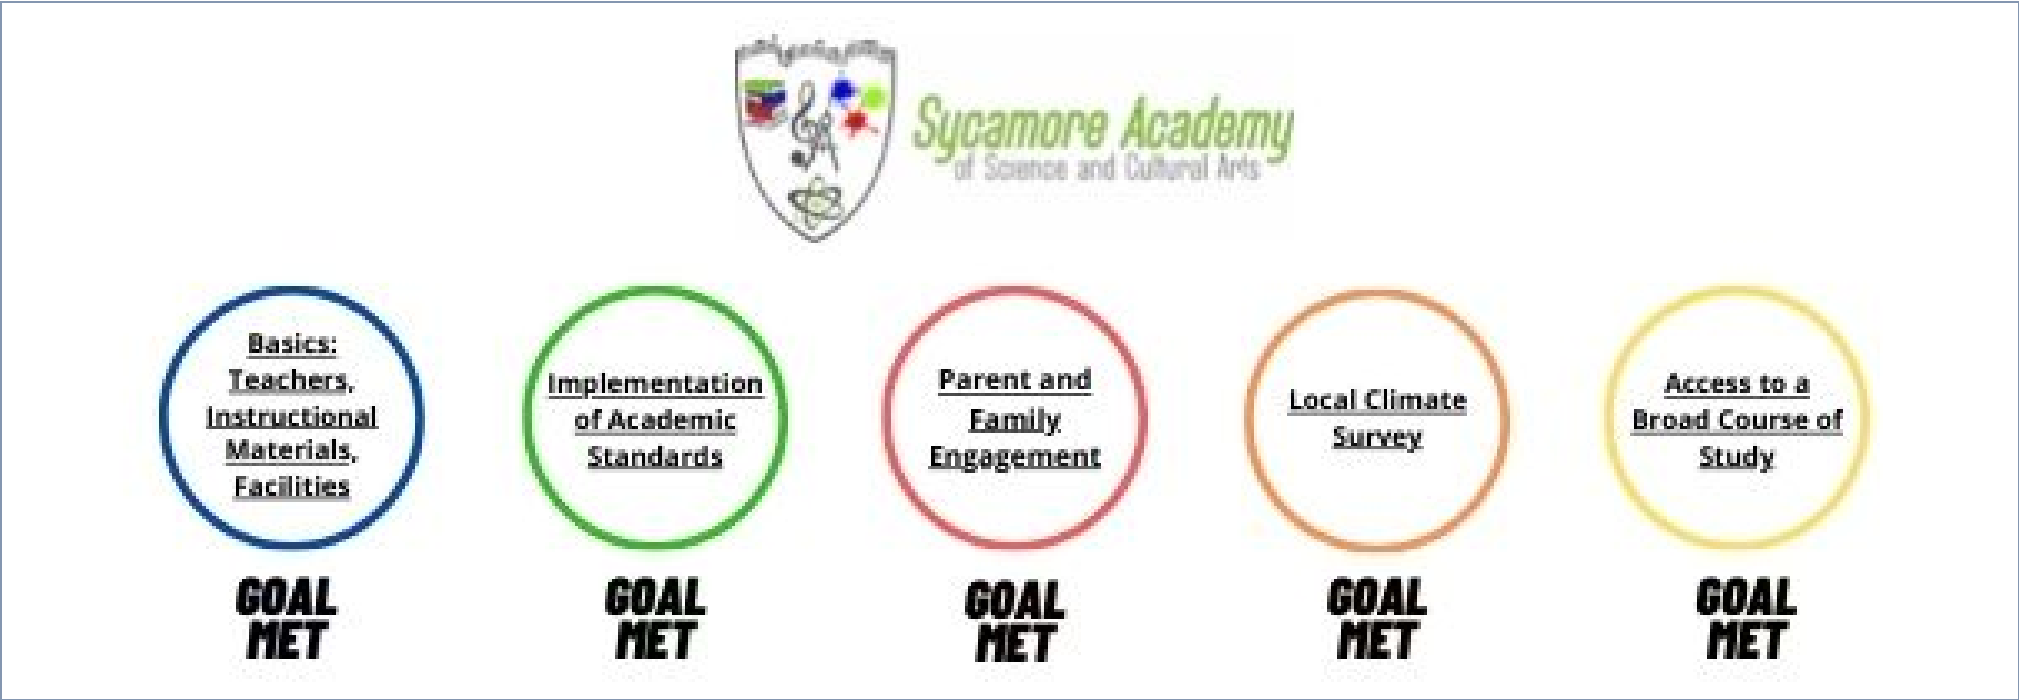 Sycamore Academy
of Science and Cultural Arts
Basics:
Teachers,
Instructional
Materials,
Facilities
Implementation
of Academic
Standards
Parent and
Family
Engagement
Local Climate
Survey
Access to a
Broad Course of
Study
GOAL
MET
GOAL
MET
GOAL
MET
GOAL
MET
GOAL
MET